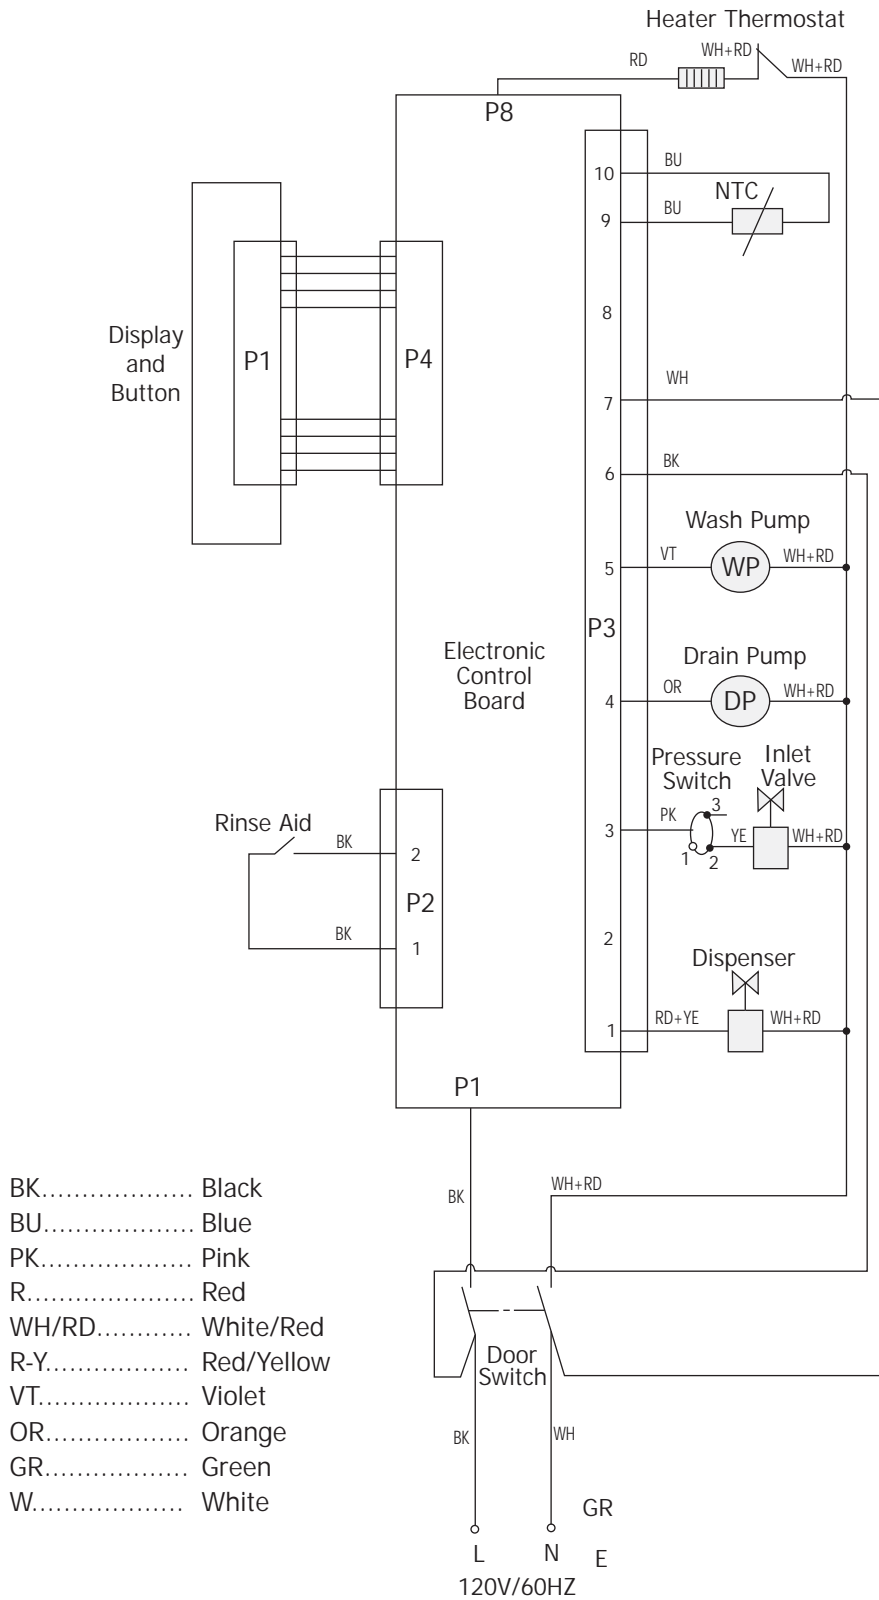 Heater Thermostat
RD
WH+RD
WH+RD
P8
10
BU
NTC
9
BU
8
Display
and
Button
P1
P4
7
WH
6
BK
Wash Pump
5
VT
WP
WH+RD
P3
Electronic
Control
Board
Drain Pump
4
OR
DP
WH+RD
Pressure
Switch
Inlet
Valve
3
PK
3
1
2
YE
WH+RD
Rinse Aid
BK
2
P2
BK
1
2
Dispenser
1
RD+YE
WH+RD
P1
BK
WH+RD
BK................... Black
BU................... Blue
PK................... Pink
R..................... Red
WH/RD............ White/Red
R-Y.................. Red/Yellow
VT................... Violet
OR.................. Orange
GR.................. Green
W................... White
Door
Switch
BK
WH
GR
L
N
E
120V/60HZ